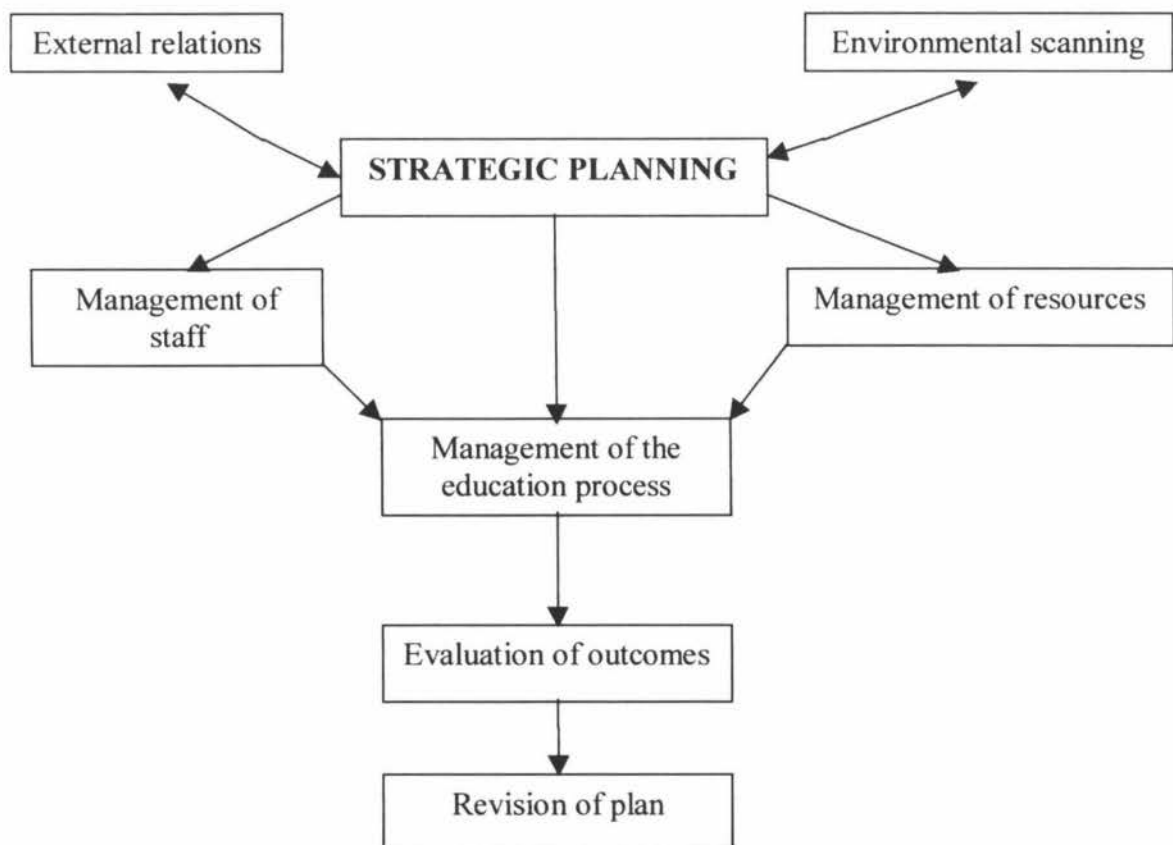 External relations
Environmental scanning
STRATEGIC PLANNING
Management of
staff
Management of resources
Management of the
education process
Evaluation of outcomes
Revision of plan